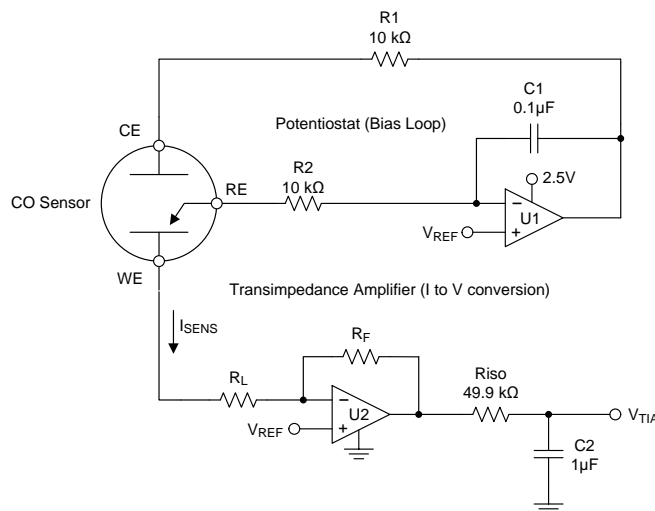 R1
10 kΩ
C1
0.1µF
CE
Potentiostat (Bias Loop)
R2
10 kΩ
2.5V
CO Sensor
RE
−
U1
VREF
+
WE
Transimpedance Amplifier (I to V conversion)
ISENS
RF
RL
Riso
49.9 kΩ
−
U2
VREF
+
VTIA
C2
1µF